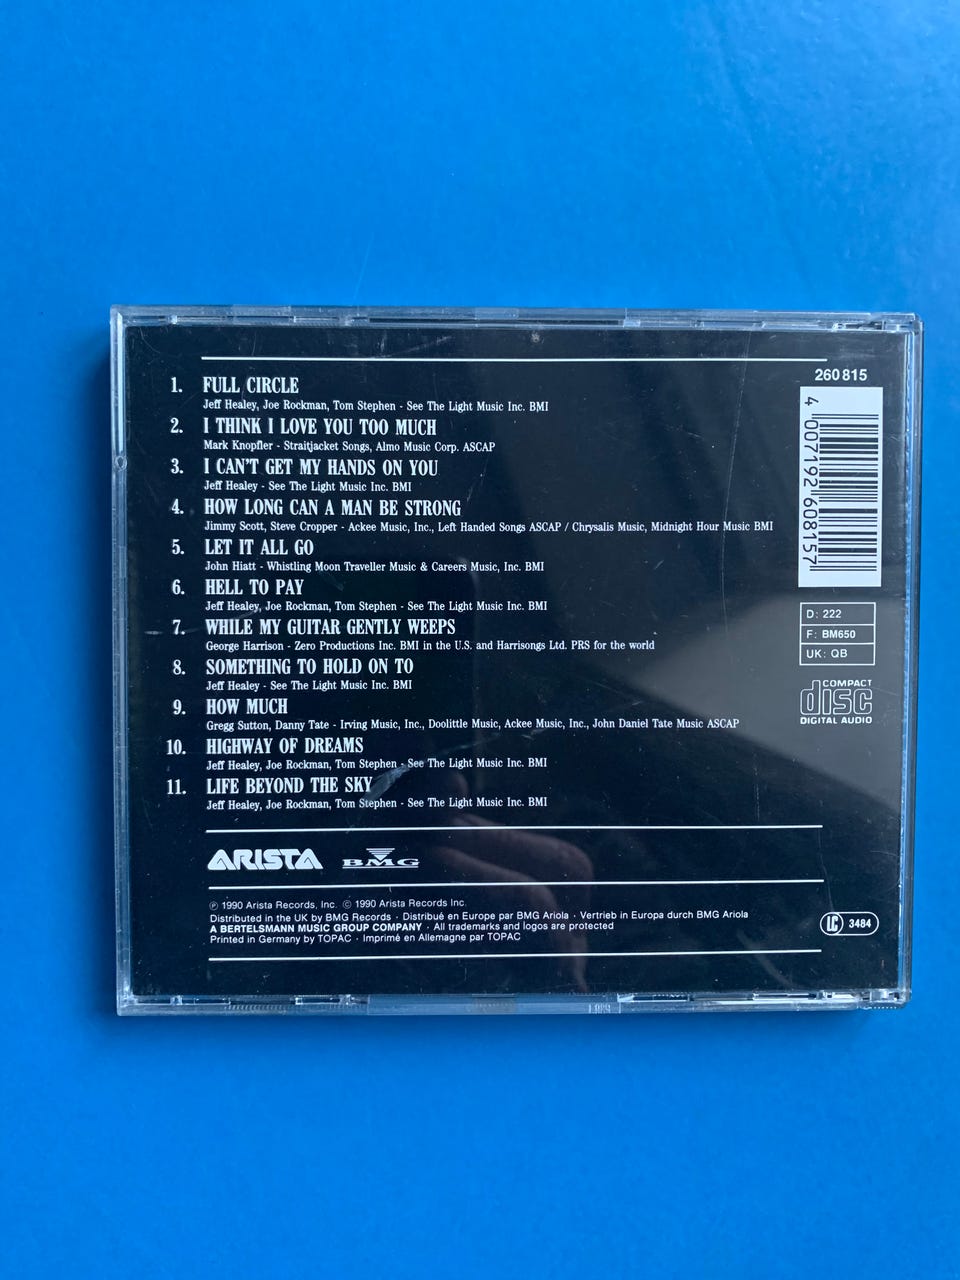 1. FULL CIRCLE
Jeff Healey, Joe Rockman, Tom Stephen - See The Light Music Inc. BMI
2. I THINK I LOVE YOU TOO MUCH
Mark Knopfler - Straitjacket Songs, Almo Music Corp. ASCAP
3. I CAN'T GET MY HANDS ON YOU
Jeff Healey - See The Light Music Inc. BMI
4. HOW LONG CAN A MAN BE STRONG
Jimmy Scott, Steve Cropper - Ackee Music, Inc., Left Handed Songs ASCAP / Chrysalis Music, Midnight Hour Music BMI
5. LET IT ALL GO
John Hiatt - Whistling Moon Traveller Music & Careers Music, Inc. BMI
6. HELL TO PAY
Jeff Healey, Joe Rockman, Tom Stephen - See The Light Music Inc. BMI
7. WHILE MY GUITAR GENTLY WEEPS
George Harrison - Zero Productions Inc. BMI in the U.S. and Harrisongs Ltd. PRS for the world
8. SOMETHING TO HOLD ON TO
Jeff Healey - See The Light Music Inc. BMI
9. HOW MUCH
Gregg Sutton, Danny Tate - Irving Music, Inc., Doolittle Music, Ackee Music, Inc., John Daniel Tate Music ASCAP
10. HIGHWAY OF DREAMS
Jeff Healey, Joe Rockman, Tom Stephen - See The Light Music Inc. BMI
11. LIFE BEYOND THE SKY
Jeff Healey, Joe Rockman, Tom Stephen - See The Light Music Inc. BMI
260 815
4 007192 608157
D: 222
F: BM650
UK: QB
COMPACT
disc
DIGITAL AUDIO
ARISTA BMG
℗ 1990 Arista Records, Inc. © 1990 Arista Records Inc.
Distributed in the UK by BMG Records · Distribué en Europe par BMG Ariola · Vertrieb in Europa durch BMG Ariola
A BERTELSMANN MUSIC GROUP COMPANY · All trademarks and logos are protected
Printed in Germany by TOPAC · Imprimé en Allemagne par TOPAC
LC 3484